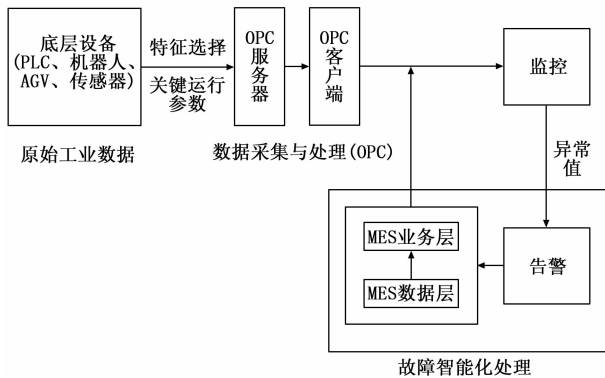 底层设备
(PLC、机器人、
AGV、传感器)
特征选择
关键运行
参数
OPC
服务器
OPC
客户端
监控
原始工业数据
数据采集与处理(OPC)
异常
值
MES业务层
MES数据层
告警
故障智能化处理